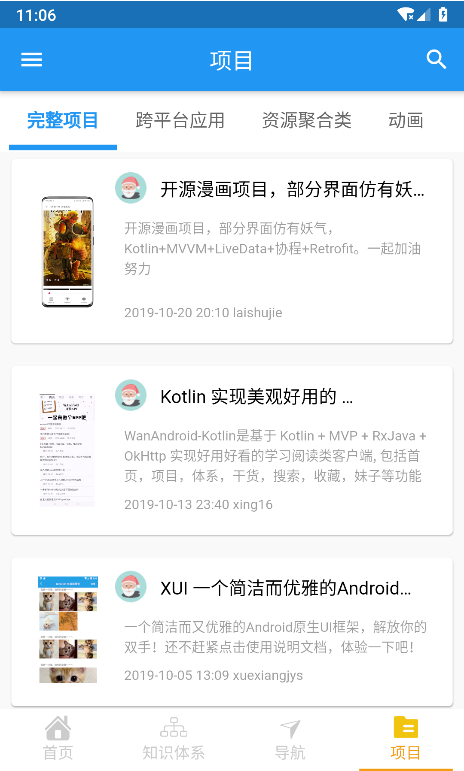 11:06
项目
完整项目 跨平台应用 资源聚合类 动画
开源漫画项目，部分界面仿有妖…
开源漫画项目，部分界面仿有妖气，
Kotlin+MVVM+LiveData+协程+Retrofit。一起加油
努力
2019-10-20 20:10 laishujie
Kotlin 实现美观好用的 …
WanAndroid-Kotlin是基于 Kotlin + MVP + RxJava +
OkHttp 实现好用好看的学习阅读类客户端, 包括首
页，项目，体系，干货，搜索，收藏，妹子等功能
2019-10-13 23:40 xing16
XUI 一个简洁而优雅的Android…
一个简洁而又优雅的Android原生UI框架，解放你的
双手！还不赶紧点击使用说明文档，体验一下吧！
2019-10-05 13:09 xuexiangjys
首页 知识体系 导航 项目